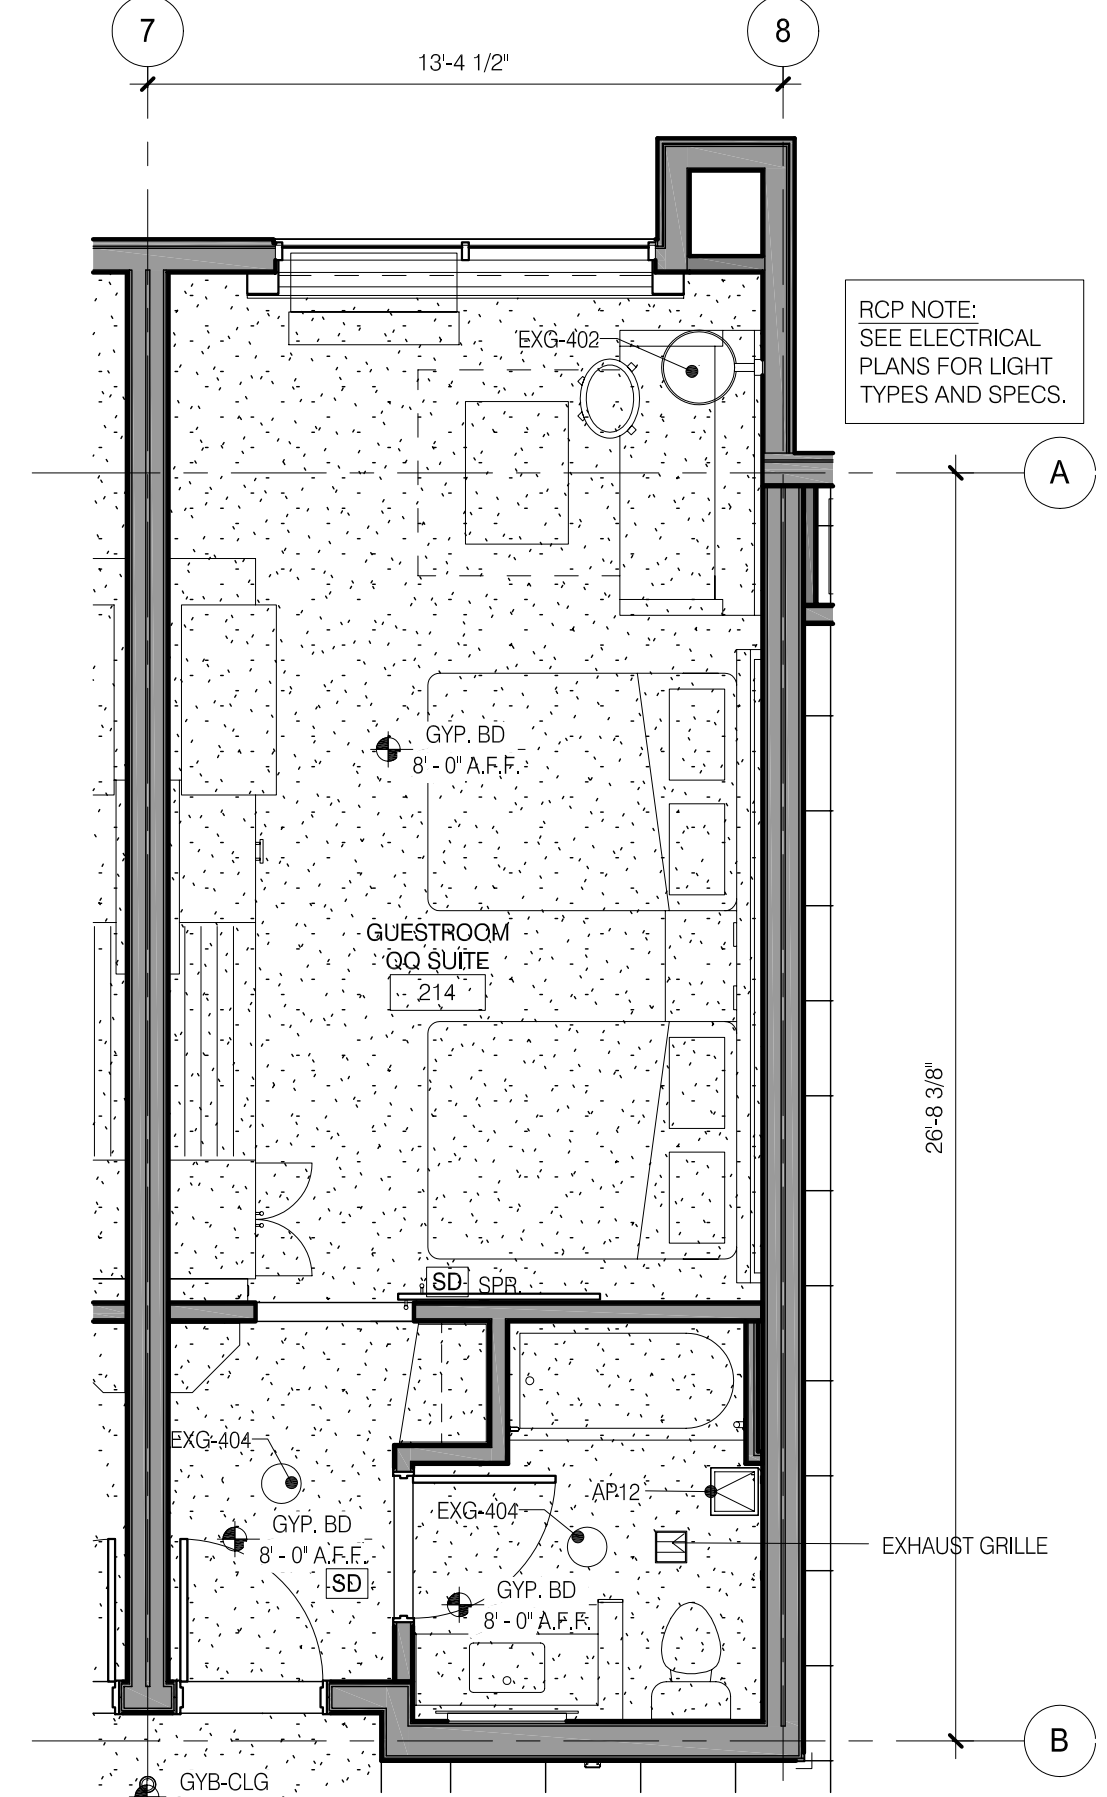 7
8
13'-4 1/2"
RCP NOTE:
SEE ELECTRICAL
PLANS FOR LIGHT
TYPES AND SPECS.
EXG-402
A
GYP. BD
8' - 0" A.F.F.
GUESTROOM
QQ SUITE
214
26'-8 3/8"
SD SPR.
EXG-404
AP12
EXG-404
GYP. BD
8' - 0" A.F.F.
EXHAUST GRILLE
SD
GYP. BD
8' - 0" A.F.F.
B
GYB-CLG